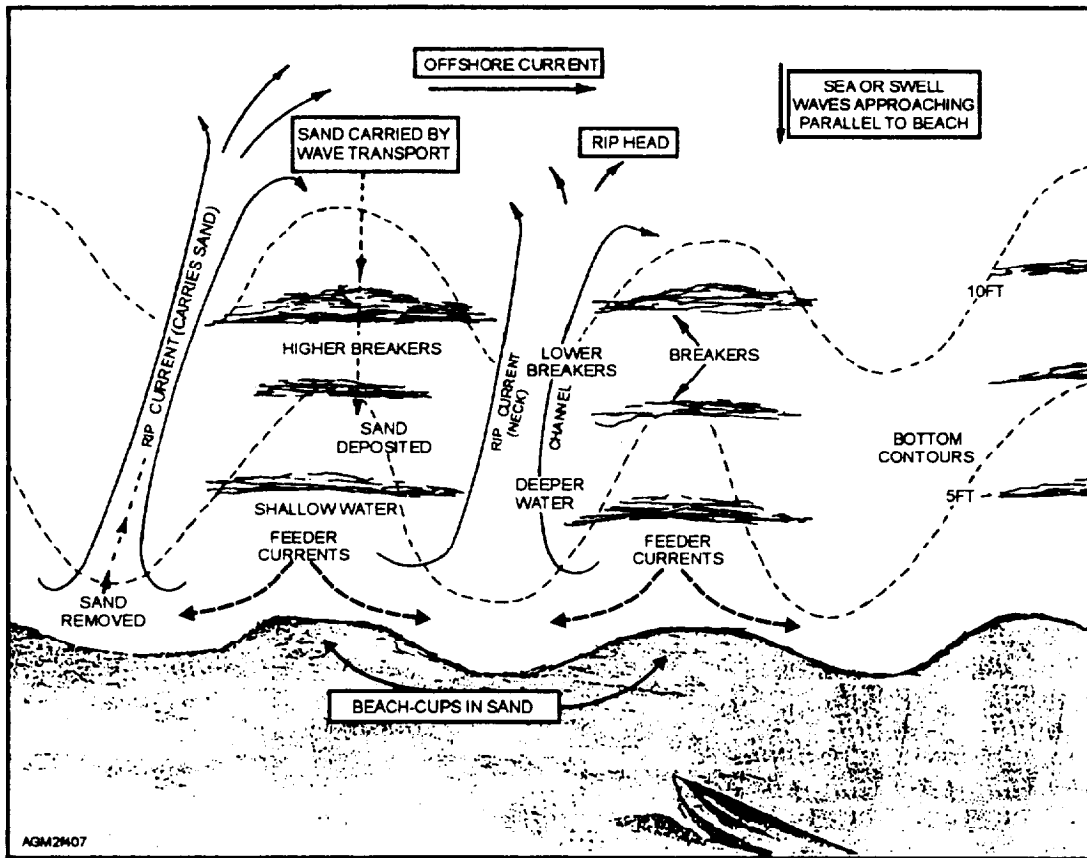 OFFSHORE CURRENT
SEA OR SWELL
WAVES APPROACHING
PARALLEL TO BEACH
SAND CARRIED BY
WAVE TRANSPORT
RIP HEAD
RIP CURRENT (CARRIES SAND)
10FT
HIGHER BREAKERS
LOWER
BREAKERS
BREAKERS
RIP CURRENT
(NECK)
CHANNEL
SAND
DEPOSITED
BOTTOM
CONTOURS
DEEPER
WATER
5FT
SHALLOW WATER
FEEDER
CURRENTS
FEEDER
CURRENTS
SAND
REMOVED
BEACH-CUPS IN SAND
AGM2f407